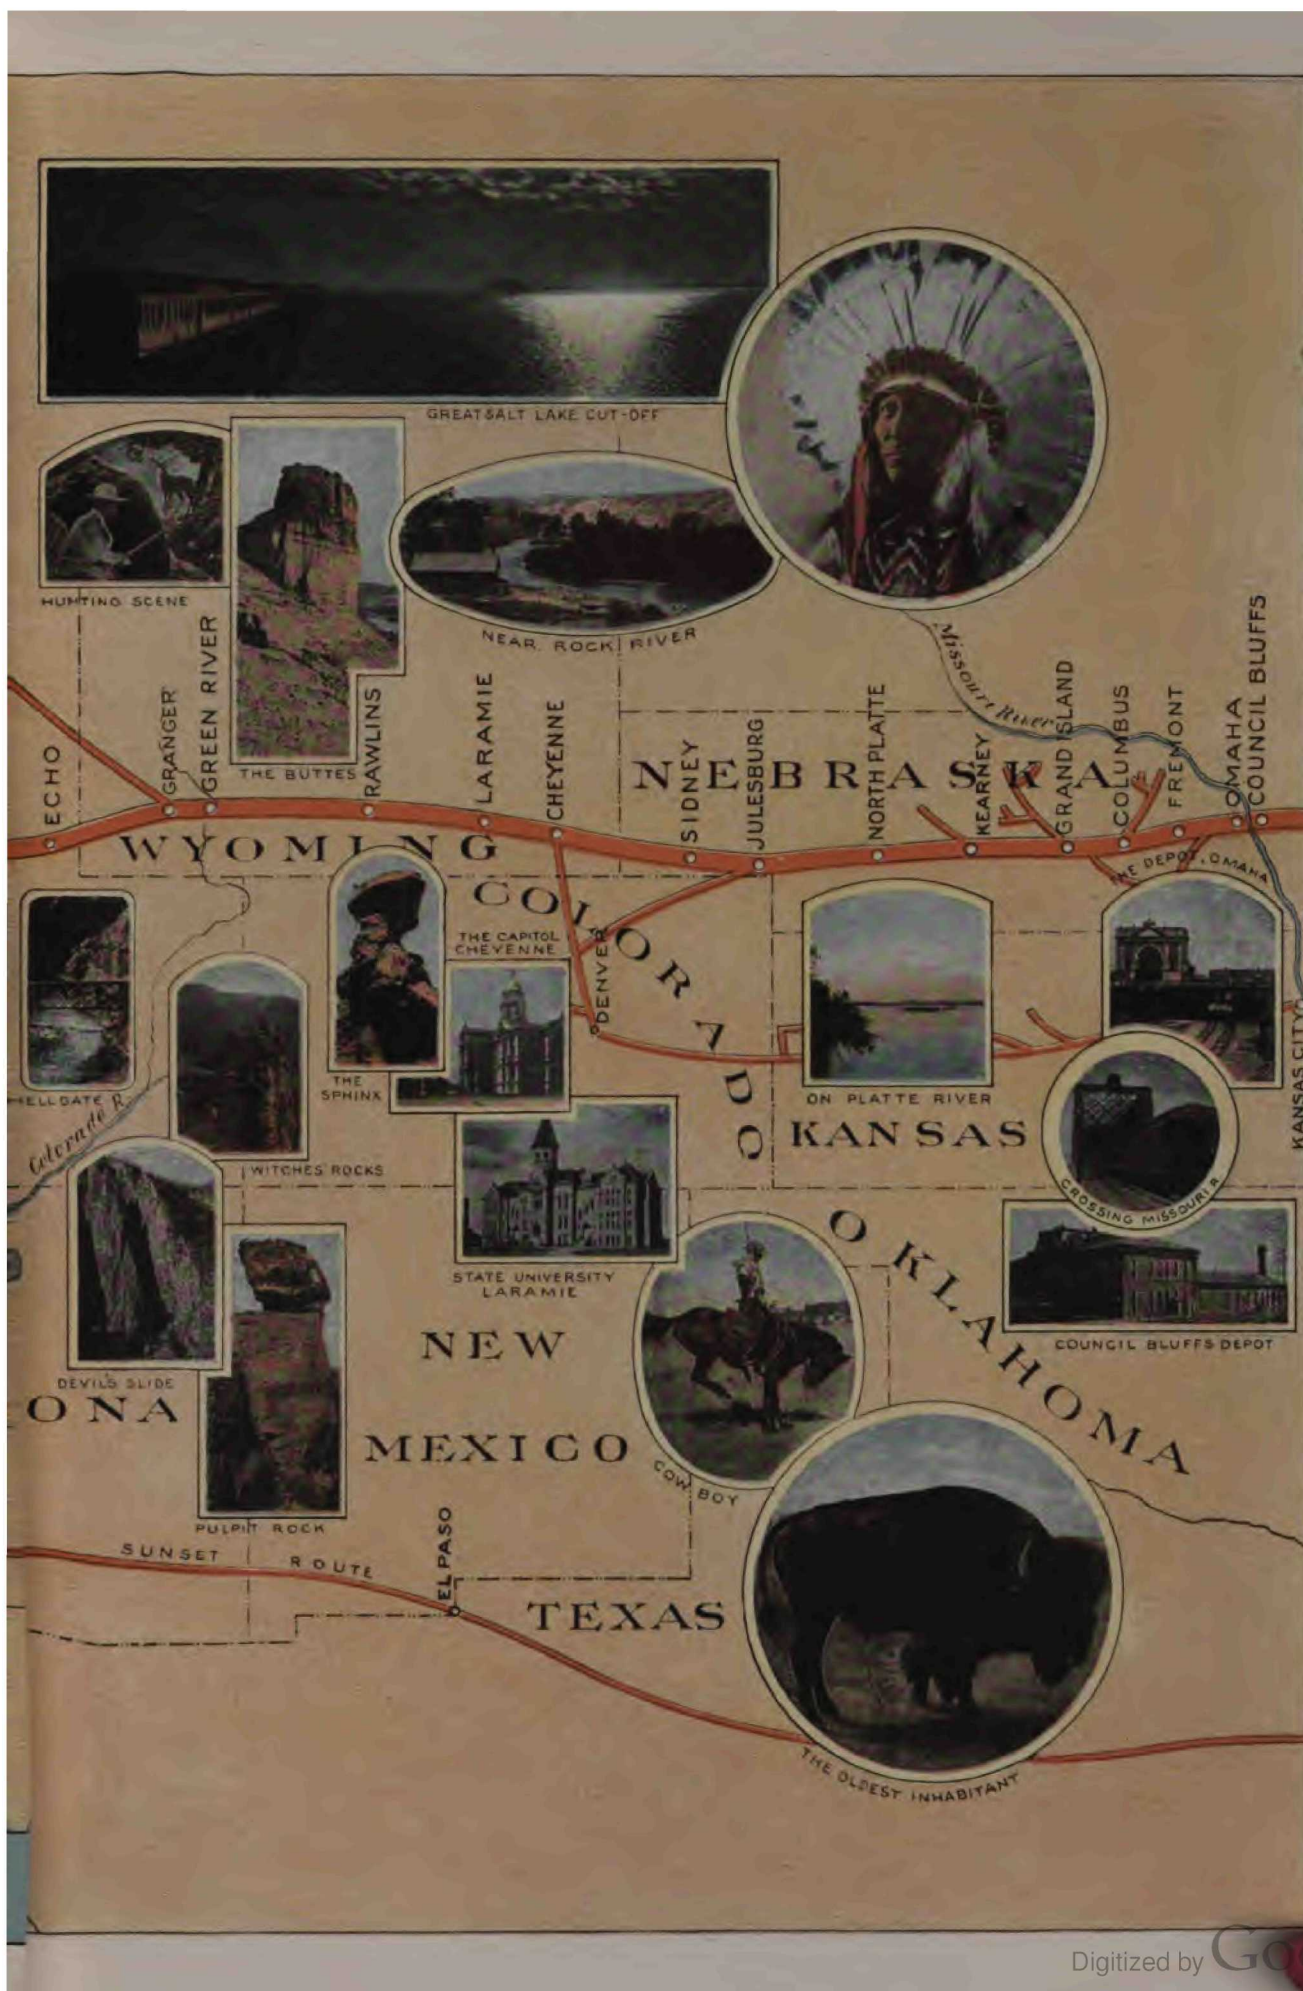 GREAT SALT LAKE CUT-OFF
HUNTING SCENE
NEAR ROCK RIVER
THE BUTTES
Missouri River
ECHO
GRANGER
GREEN RIVER
RAWLINS
LARAMIE
CHEYENNE
SIDNEY
JULESBURG
NORTH PLATTE
KEARNEY
GRAND ISLAND
COLUMBUS
FREMONT
OMAHA
COUNCIL BLUFFS
NEBRASKA
WYOMING
COLORADO
THE DEPOT, OMAHA
THE CAPITOL
CHEYENNE
DENVER
THE
SPHINX
HELLGATE
Colorado R.
WITCHES ROCKS
ON PLATTE RIVER
KANSAS CITY
KANSAS
CROSSING MISSOURI R
STATE UNIVERSITY
LARAMIE
COUNCIL BLUFFS DEPOT
OKLAHOMA
NEW
MEXICO
DEVIL'S SLIDE
ONA
COWBOY
PULPIT ROCK
SUNSET ROUTE
EL PASO
TEXAS
THE OLDEST INHABITANT
Digitized by Goo